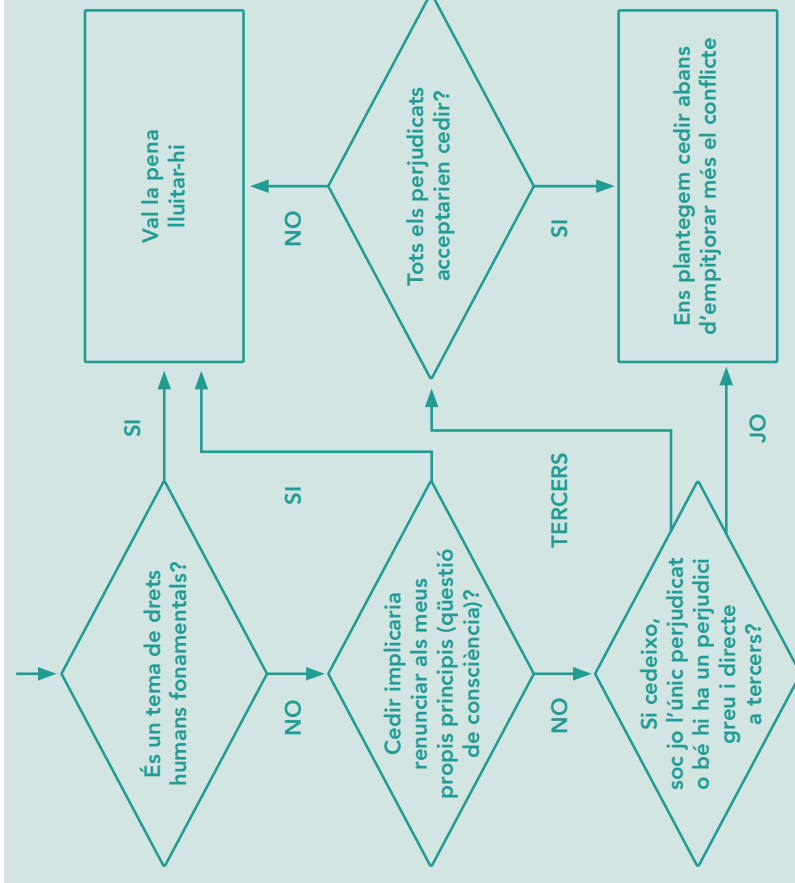 És un tema de drets
humans fonamentals?
SI
NO
Val la pena
lluitar-hi
Cedir implicaria
renunciar als meus
propis principis (qüestió
de consciència)?
SI
NO
Si cedeixo,
soc jo l'únic perjudicat
o bé hi ha un perjudici
greu i directe
a tercers?
TERCERS
JO
Tots els perjudicats
acceptarien cedir?
NO
SI
Ens plantegem cedir abans
d'empitjorar més el conflicte